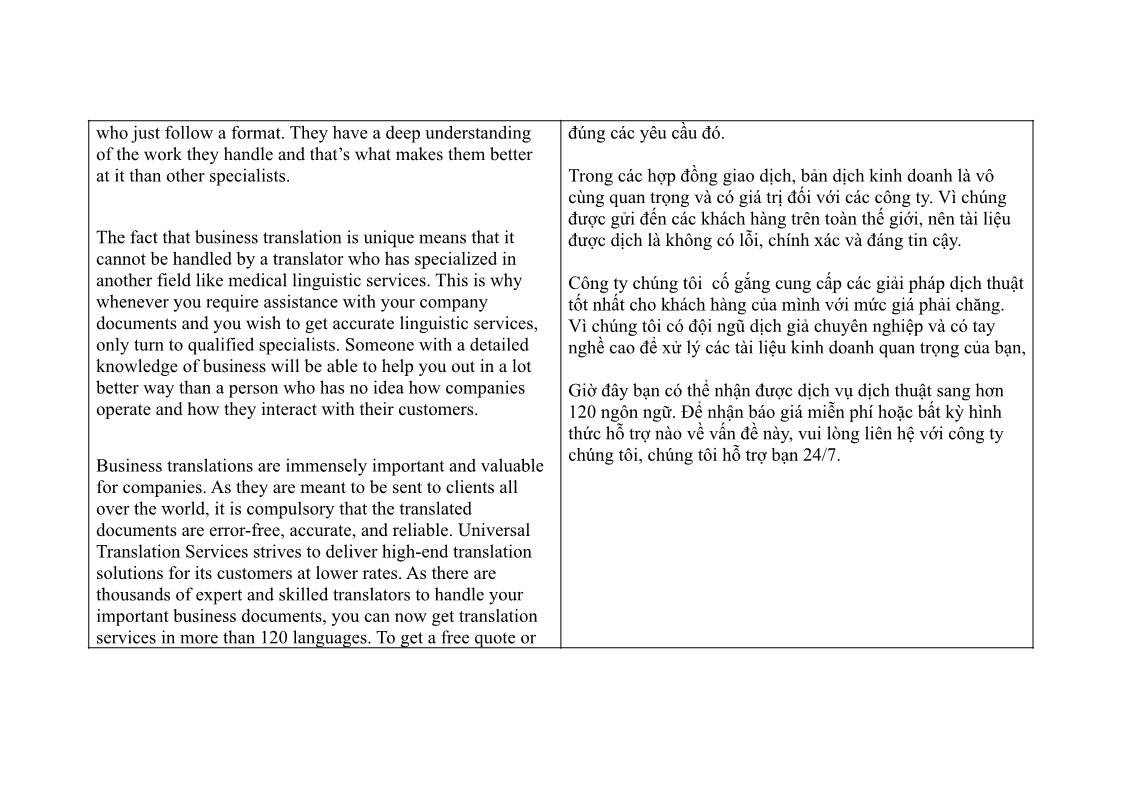 who just follow a format. They have a deep understanding
of the work they handle and that’s what makes them better
at it than other specialists.
The fact that business translation is unique means that it
cannot be handled by a translator who has specialized in
another field like medical linguistic services. This is why
whenever you require assistance with your company
documents and you wish to get accurate linguistic services,
only turn to qualified specialists. Someone with a detailed
knowledge of business will be able to help you out in a lot
better way than a person who has no idea how companies
operate and how they interact with their customers.
Business translations are immensely important and valuable
for companies. As they are meant to be sent to clients all
over the world, it is compulsory that the translated
documents are error-free, accurate, and reliable. Universal
Translation Services strives to deliver high-end translation
solutions for its customers at lower rates. As there are
thousands of expert and skilled translators to handle your
important business documents, you can now get translation
services in more than 120 languages. To get a free quote or
đúng các yêu cầu đó.
Trong các hợp đồng giao dịch, bản dịch kinh doanh là vô
cùng quan trọng và có giá trị đối với các công ty. Vì chúng
được gửi đến các khách hàng trên toàn thế giới, nên tài liệu
được dịch là không có lỗi, chính xác và đáng tin cậy.
Công ty chúng tôi  cố gắng cung cấp các giải pháp dịch thuật
tốt nhất cho khách hàng của mình với mức giá phải chăng.
Vì chúng tôi có đội ngũ dịch giả chuyên nghiệp và có tay
nghề cao để xử lý các tài liệu kinh doanh quan trọng của bạn,
Giờ đây bạn có thể nhận được dịch vụ dịch thuật sang hơn
120 ngôn ngữ. Để nhận báo giá miễn phí hoặc bất kỳ hình
thức hỗ trợ nào về vấn đề này, vui lòng liên hệ với công ty
chúng tôi, chúng tôi hỗ trợ bạn 24/7.